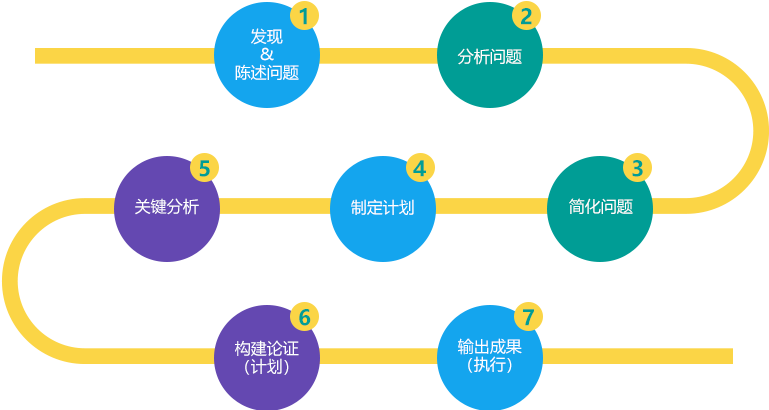 1
发现
&
陈述问题
2
分析问题
3
简化问题
4
制定计划
5
关键分析
6
构建论证
（计划）
7
输出成果
（执行）